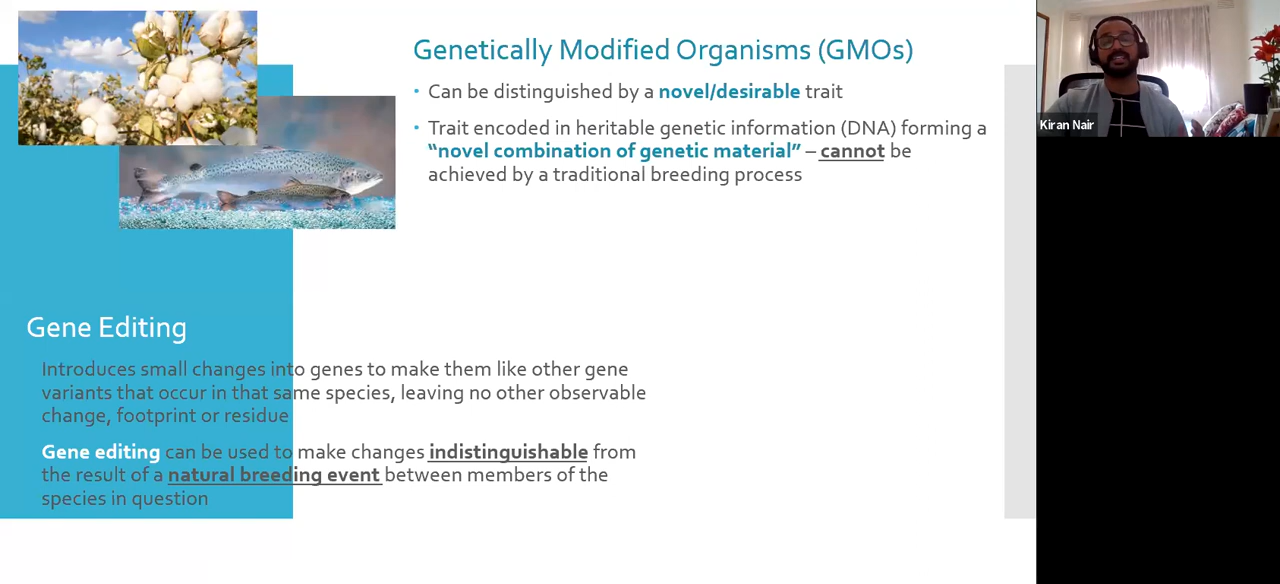 Genetically Modified Organisms (GMOs)
• Can be distinguished by a novel/desirable trait
• Trait encoded in heritable genetic information (DNA) forming a
“novel combination of genetic material” – cannot be
achieved by a traditional breeding process
Gene Editing
Introduces small changes into genes to make them like other gene
variants that occur in that same species, leaving no other observable
change, footprint or residue
Gene editing can be used to make changes indistinguishable from
the result of a natural breeding event between members of the
species in question
Kiran Nair